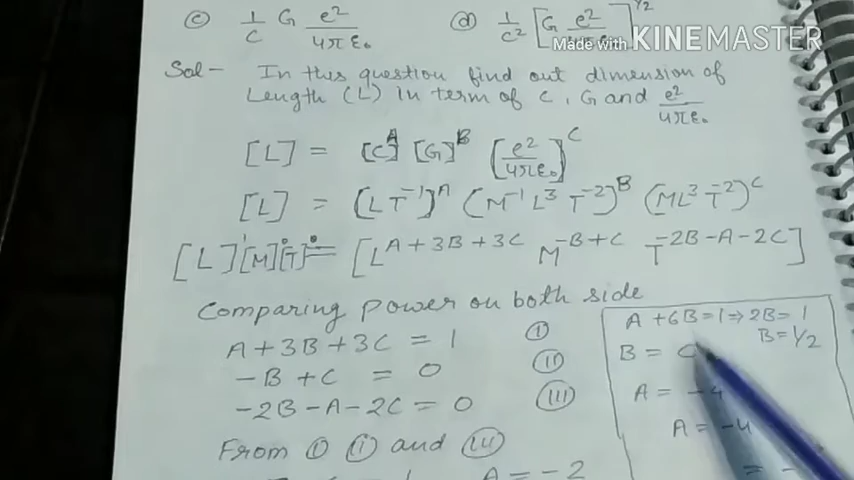 ⓒ 1/C G e²/4πε₀ ⓓ 1/C² [G e²/4πε₀]^1/2
Made with KINEMASTER
Sol - In this question find out dimension of
Length (L) in term of C, G and e²/4πε₀
[L] = [C]^A [G]^B [e²/4πε₀]^C
[L] = (LT⁻¹)^A (M⁻¹L³T⁻²)^B (ML³T⁻²)^C
[L]¹[M]⁰[T]⁰ = [L^A+3B+3C M^-B+C T^-2B-A-2C]
Comparing power on both side
A+3B+3C = 1 ⓘ
-B+C = 0 (II)
-2B-A-2C = 0 (III)
From ⓘ (II) and (III)
A = -2
A+6B=1⇒2B=1
B=1/2
B = C
A = -4
A = -4
= -